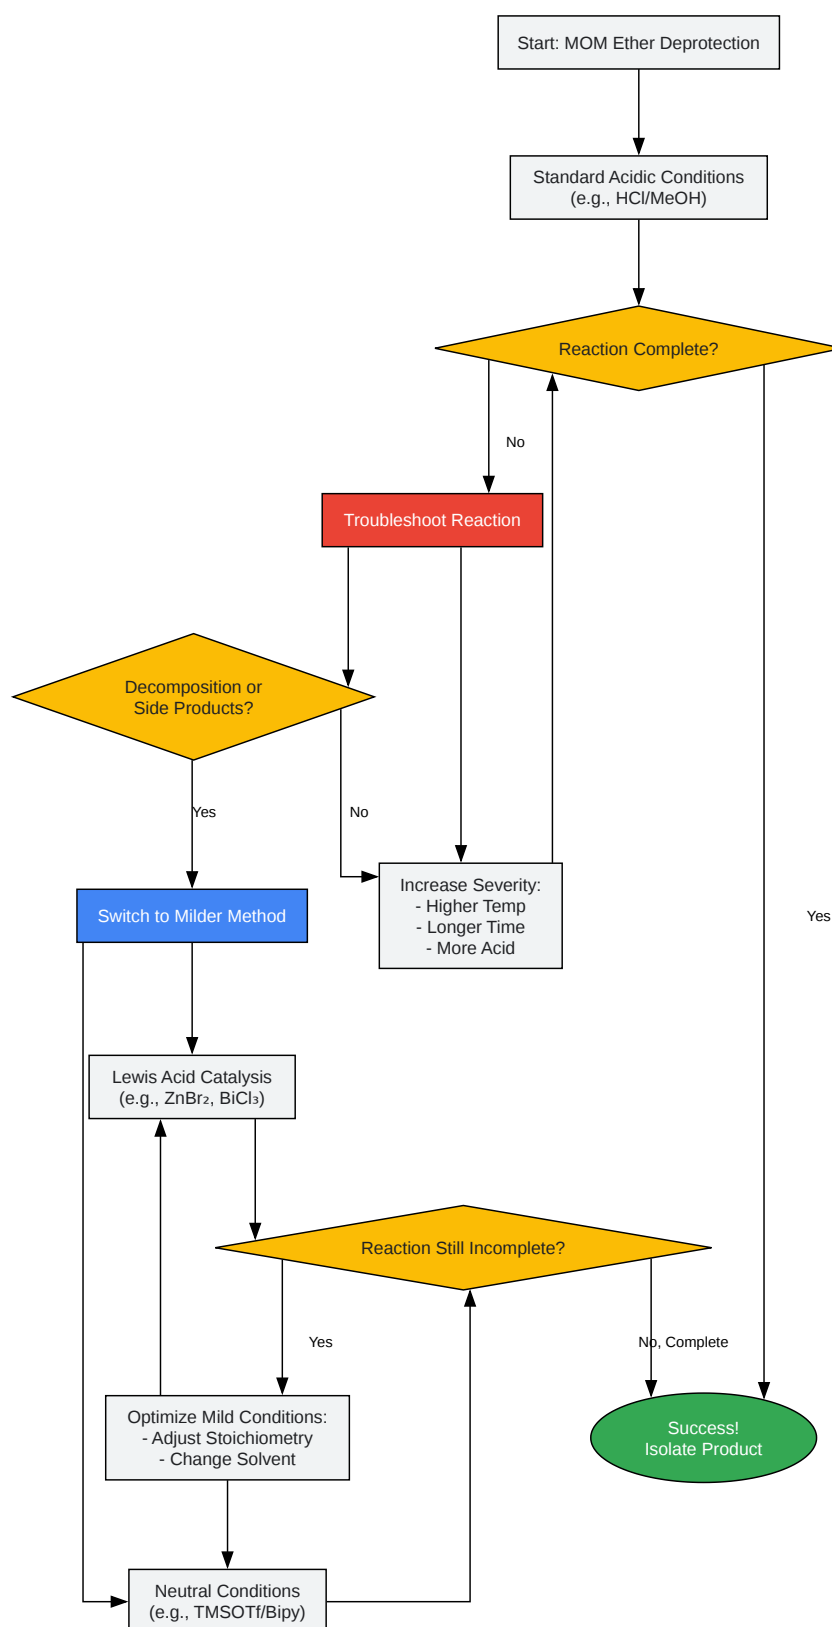 Start: MOM Ether Deprotection
Standard Acidic Conditions
(e.g., HCl/MeOH)
Reaction Complete?
No
Troubleshoot Reaction
Decomposition or
Side Products?
Yes
No
Increase Severity:
- Higher Temp
- Longer Time
- More Acid
Yes
Switch to Milder Method
Lewis Acid Catalysis
(e.g., ZnBr₂, BiCl₃)
Reaction Still Incomplete?
Yes
No, Complete
Optimize Mild Conditions:
- Adjust Stoichiometry
- Change Solvent
Success!
Isolate Product
Neutral Conditions
(e.g., TMSOTf/Bipy)